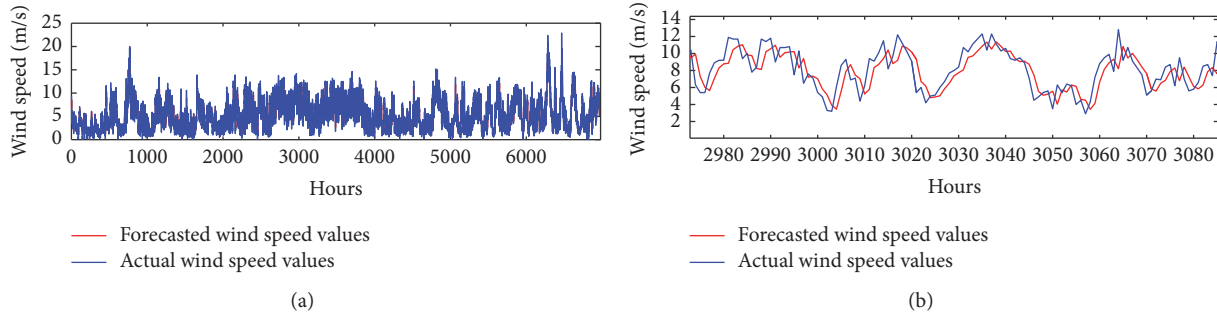 Wind speed (m/s)
25
20
15
10
5
0
0 1000 2000 3000 4000 5000 6000
Hours
Forecasted wind speed values
Actual wind speed values
(a)
Wind speed (m/s)
14
12
10
8
6
4
2
2980 2990 3000 3010 3020 3030 3040 3050 3060 3070 3080
Hours
Forecasted wind speed values
Actual wind speed values
(b)